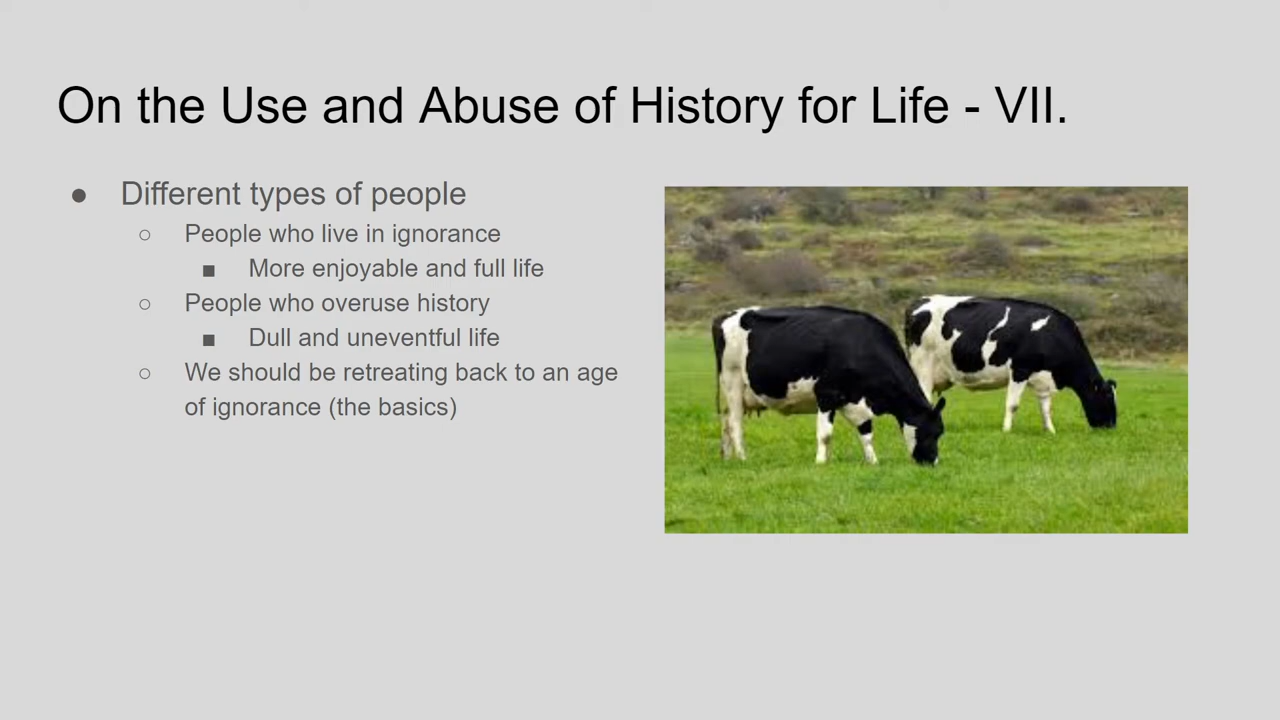 On the Use and Abuse of History for Life - VII.
● Different types of people
○ People who live in ignorance
■ More enjoyable and full life
○ People who overuse history
■ Dull and uneventful life
○ We should be retreating back to an age
of ignorance (the basics)